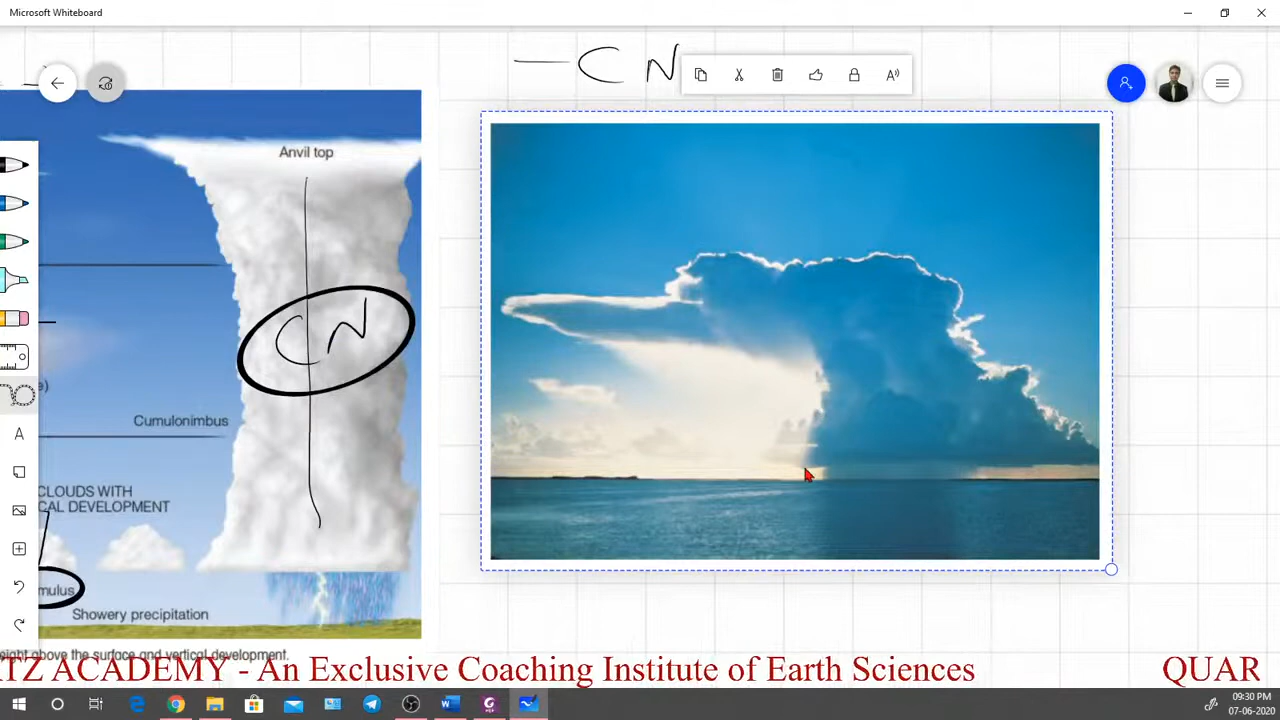 Microsoft Whiteboard
- C N
Anvil top
CN
e)
Cumulonimbus
CLOUDS WITH
CAL DEVELOPMENT
mulus
Showery precipitation
eight above the surface and vertical development.
TZ ACADEMY - An Exclusive Coaching Institute of Earth Sciences QUAR
09:30 PM
07-06-2020